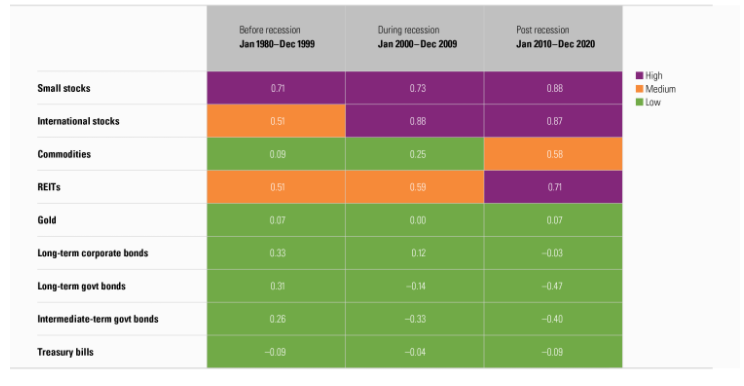 Before recession During recession Post recession
Jan 1980–Dec 1999 Jan 2000–Dec 2009 Jan 2010–Dec 2020
Small stocks 0.71 0.73 0.88
International stocks 0.51 0.88 0.87
Commodities 0.09 0.25 0.58
REITs 0.51 0.59 0.71
Gold 0.07 0.00 0.07
Long-term corporate bonds 0.33 0.12 –0.03
Long-term govt bonds 0.31 –0.14 –0.47
Intermediate-term govt bonds 0.26 –0.33 –0.40
Treasury bills –0.09 –0.04 –0.09
High
Medium
Low